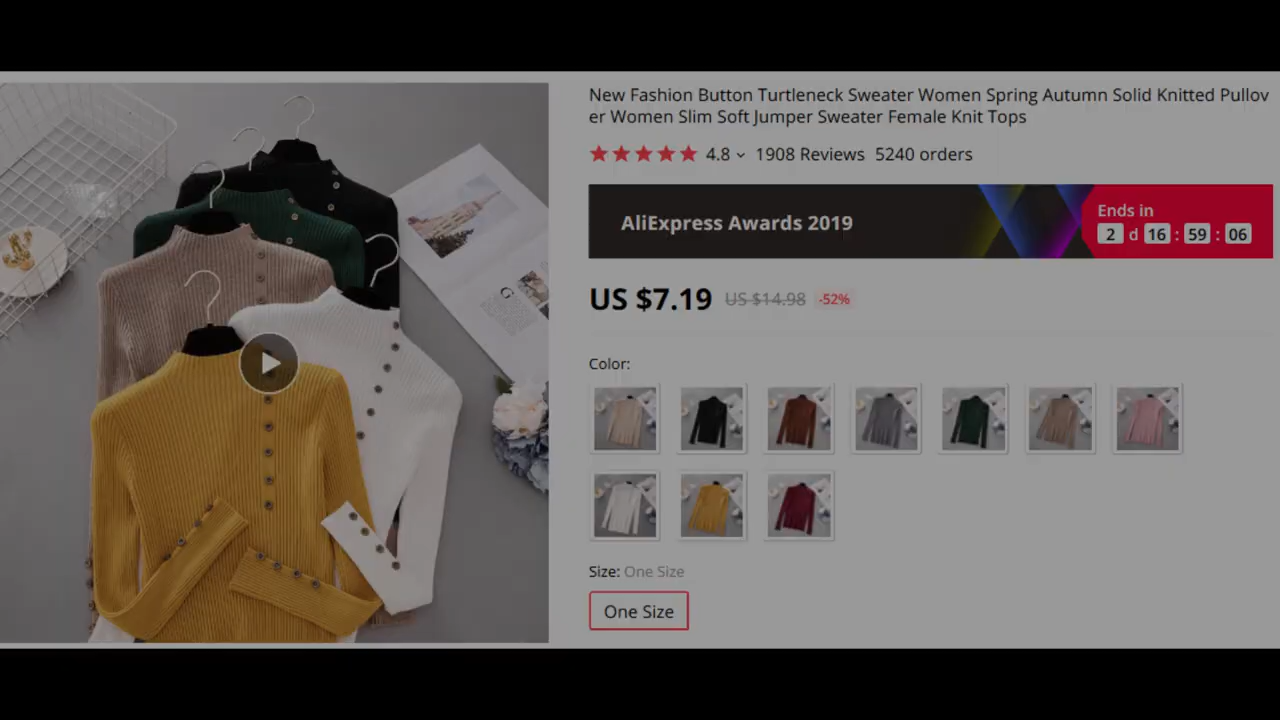 New Fashion Button Turtleneck Sweater Women Spring Autumn Solid Knitted Pullov
er Women Slim Soft Jumper Sweater Female Knit Tops
4.8 1908 Reviews 5240 orders
AliExpress Awards 2019
Ends in
2 d 16 : 59 : 06
US $7.19 US $14.98 -52%
Color:
Size: One Size
One Size
G